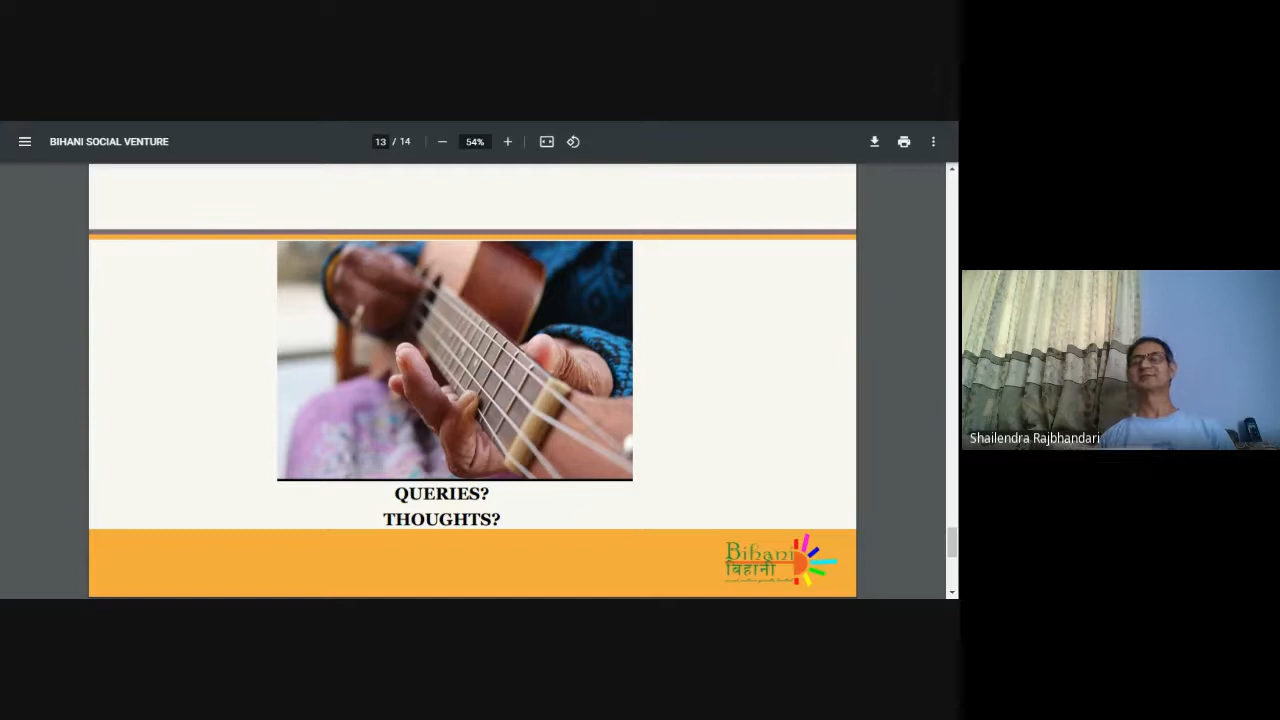 BIHANI SOCIAL VENTURE
13 / 14
54%
QUERIES?
THOUGHTS?
Bihani
बिहानी
Shailendra Rajbhandari